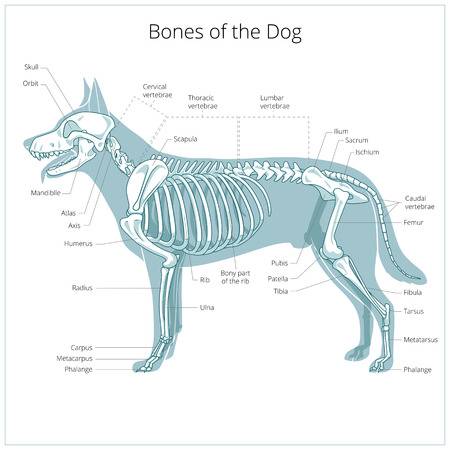 Bones of the Dog
Skull
Orbit
Cervical
vertebrae
Thoracic
vertebrae
Lumbar
vertebrae
Scapula
Ilium
Sacrum
Ischium
Mandible
Atlas
Axis
Humerus
Caudal
vertebrae
Femur
Pubis
Patella
Tibia
Rib
Bony part
of the rib
Radius
Ulna
Fibula
Tarsus
Metatarsus
Phalange
Carpus
Metacarpus
Phalange